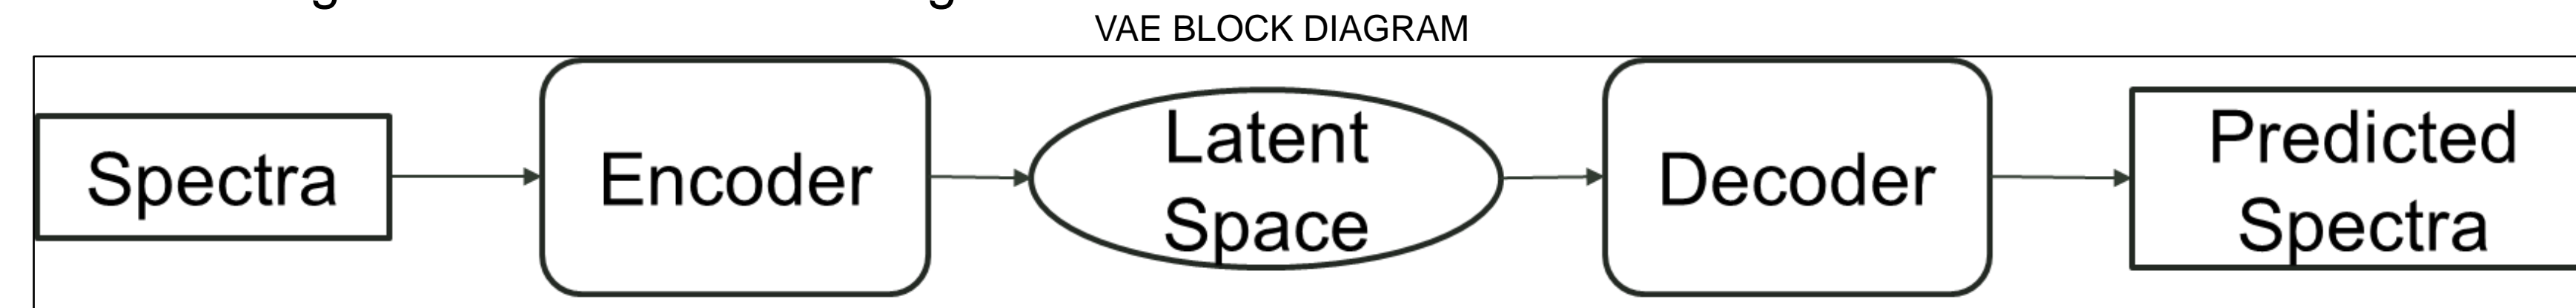 VAE BLOCK DIAGRAM
Spectra
Encoder
Latent
Space
Decoder
Predicted
Spectra